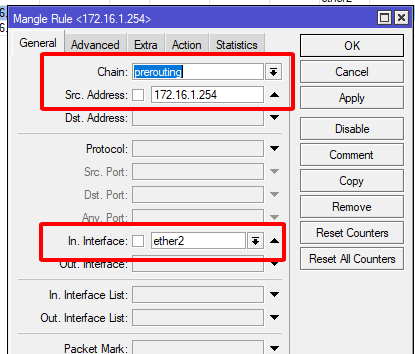 ether2
Mangle Rule <172.16.1.254>
General Advanced Extra Action Statistics
Chain: prerouting
Src. Address: 172.16.1.254
Dst. Address:
Protocol:
Src. Port:
Dst. Port:
Any. Port:
In. Interface: ether2
Out. Interface:
In. Interface List:
Out. Interface List:
Packet Mark:
OK
Cancel
Apply
Disable
Comment
Copy
Remove
Reset Counters
Reset All Counters